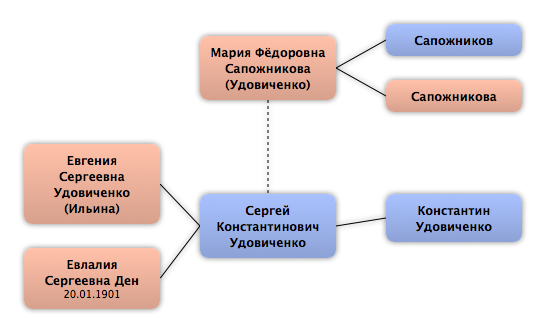 Мария Фёдоровна
Сапожникова
(Удовиченко)
Сапожников
Сапожникова
Евгения
Сергеевна
Удовиченко
(Ильина)
Сергей
Константинович
Удовиченко
Константин
Удовиченко
Евлалия
Сергеевна Ден
20.01.1901